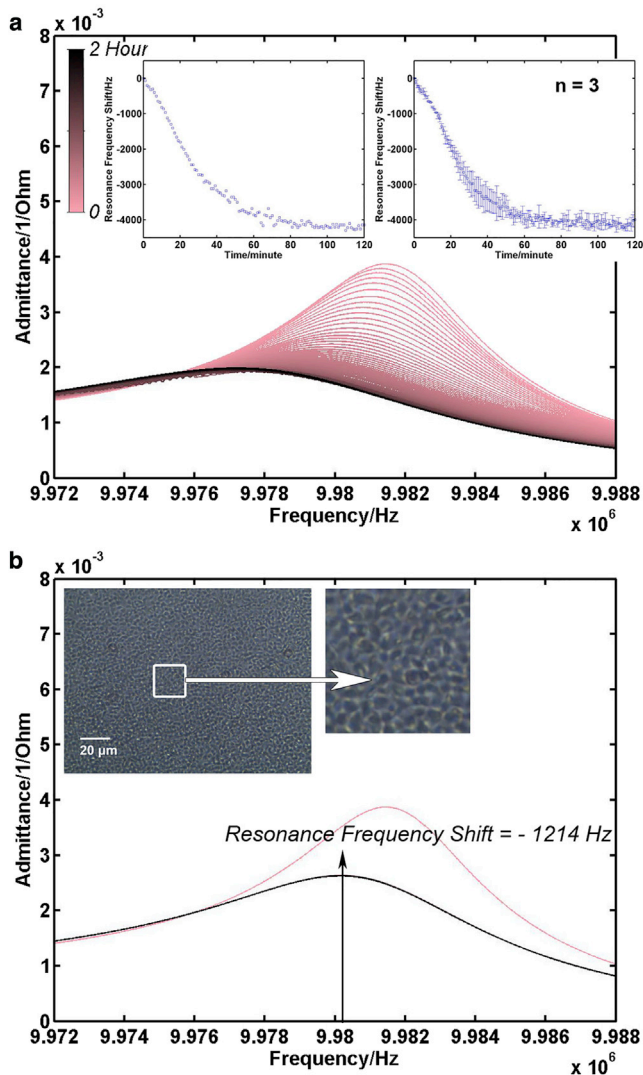 a
x 10⁻³
8
7
6
5
4
3
2
1
0
Admittance/1/Ohm
2 Hour
0
Resonance Frequency Shift/Hz
0
-1000
-2000
-3000
-4000
0 20 40 60 80 100 120
Time/minute
n = 3
Resonance Frequency Shift/Hz
0
-1000
-2000
-3000
-4000
0 20 40 60 80 100 120
Time/minute
9.972 9.974 9.976 9.978 9.98 9.982 9.984 9.986 9.988
Frequency/Hz
x 10⁶
b
x 10⁻³
8
7
6
5
4
3
2
1
0
Admittance/1/Ohm
20 µm
Resonance Frequency Shift = - 1214 Hz
9.972 9.974 9.976 9.978 9.98 9.982 9.984 9.986 9.988
Frequency/Hz
x 10⁶